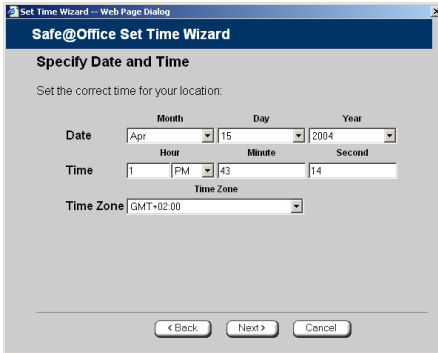 Set Time Wizard -- Web Page Dialog
Safe@Office Set Time Wizard
Specify Date and Time
Set the correct time for your location:
Month Day Year
Date Apr 15 2004
Hour Minute Second
Time 1 PM 43 14
Time Zone
Time Zone GMT+02:00
< Back Next > Cancel